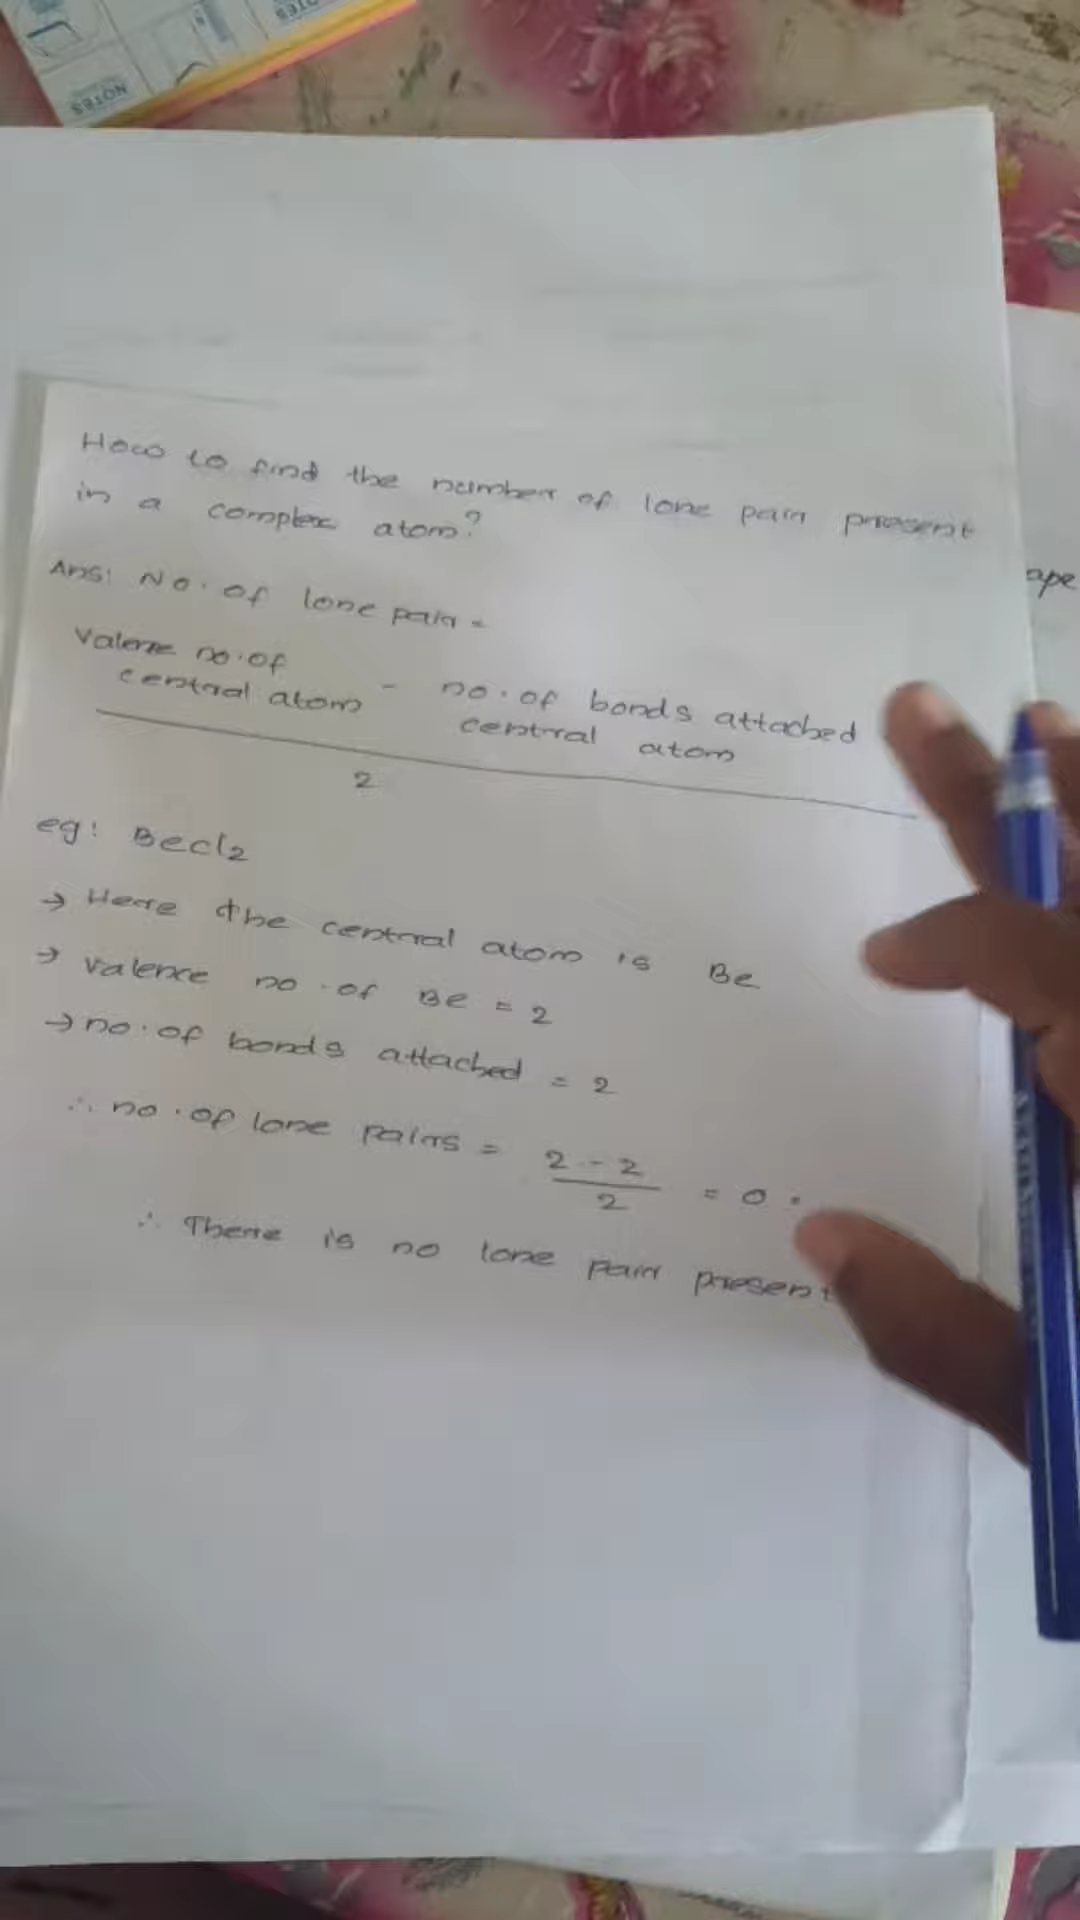 NOTES
How to find the number of lone pair present
in a complex atom?
Ans: No. of lone pair =
Valence no. of central atom - no. of bonds attached central atom
2
eg: Becl2
→ Here the central atom is Be
→ valence no. of Be = 2
→ no. of bonds attached = 2
∴ no. of lone pairs = 2 - 2 / 2 = 0.
∴ There is no lone pair present
ape